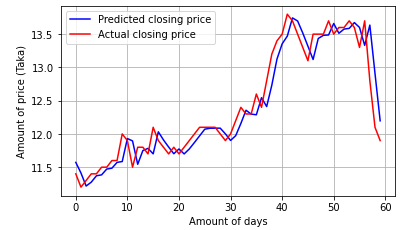 Predicted closing price
Actual closing price
Amount of price (Taka)
13.5
13.0
12.5
12.0
11.5
0 10 20 30 40 50 60
Amount of days